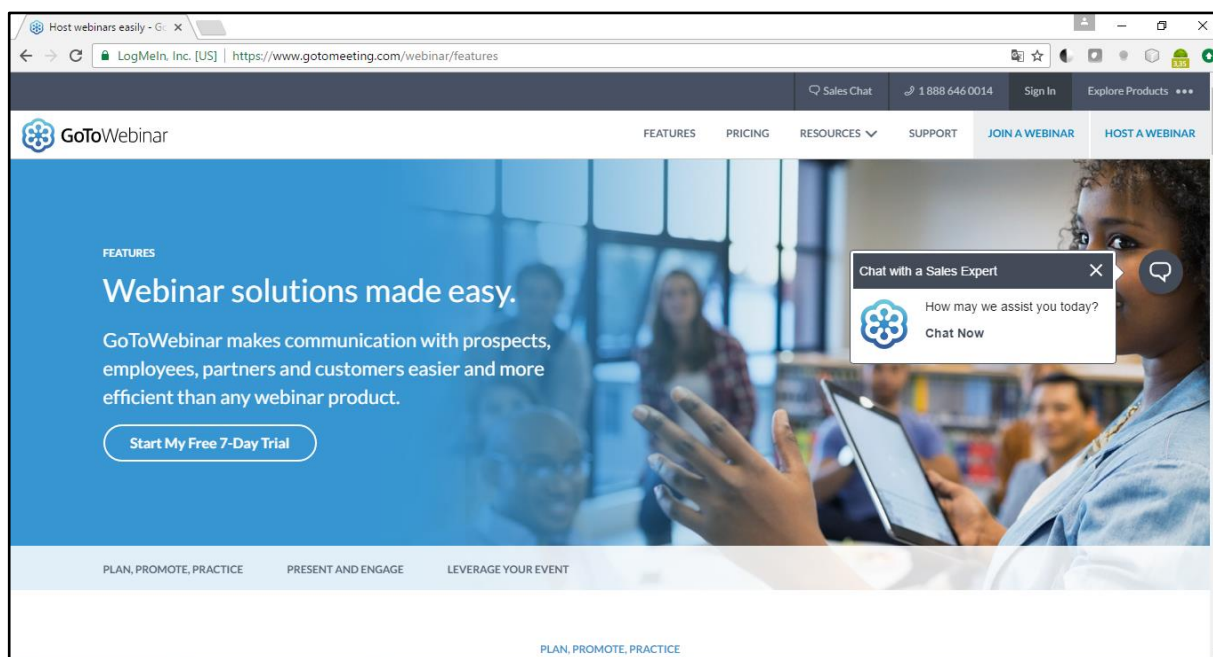 Host webinars easily - Go
LogMeIn, Inc. [US] | https://www.gotomeeting.com/webinar/features
3,35
Sales Chat
1 888 646 0014
Sign In
Explore Products
GoToWebinar
FEATURES
PRICING
RESOURCES
SUPPORT
JOIN A WEBINAR
HOST A WEBINAR
FEATURES
Webinar solutions made easy.
GoToWebinar makes communication with prospects,
employees, partners and customers easier and more
efficient than any webinar product.
Start My Free 7-Day Trial
Chat with a Sales Expert
How may we assist you today?
Chat Now
PLAN, PROMOTE, PRACTICE
PRESENT AND ENGAGE
LEVERAGE YOUR EVENT
PLAN, PROMOTE, PRACTICE